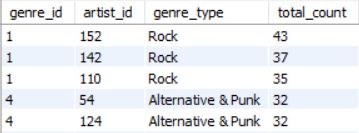 genre_id artist_id genre_type total_count
1 152 Rock 43
1 142 Rock 37
1 110 Rock 35
4 54 Alternative & Punk 32
4 124 Alternative & Punk 32